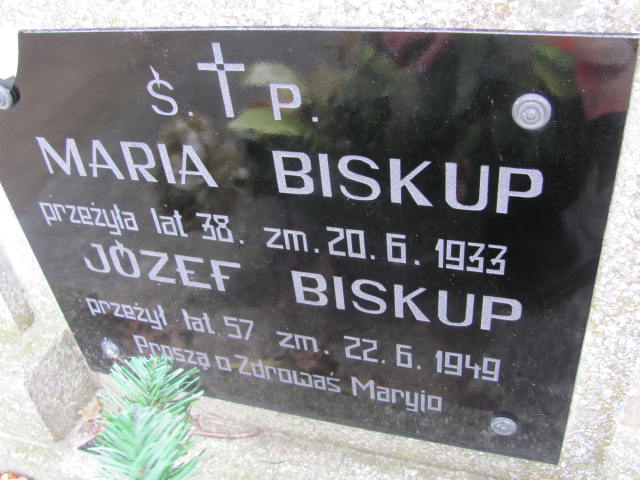 Ś. P.
MARIA BISKUP
przeżyła lat 38. zm. 20.6.1933
JÓZEF BISKUP
przeżył lat. 57 zm. 22.6.1949
Proszą o Zdrowaś Maryjo